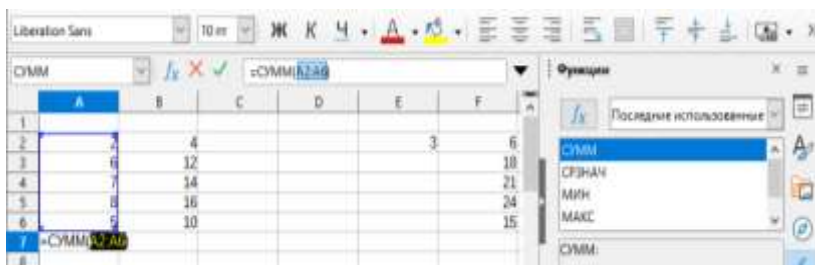 Liberation Sans 10 пт Ж К Ч А
СУММ fx =СУММ(A2:A6) Функции
A B C D E F
fx Последние использованные
1
2 2 4 3 6
СУММ
3 6 12 18
СРЗНАЧ
4 7 14 21
МИН
5 8 16 24
МАКС
6 5 10 15
7 =СУММ(A2:A6)
СУММ:
8